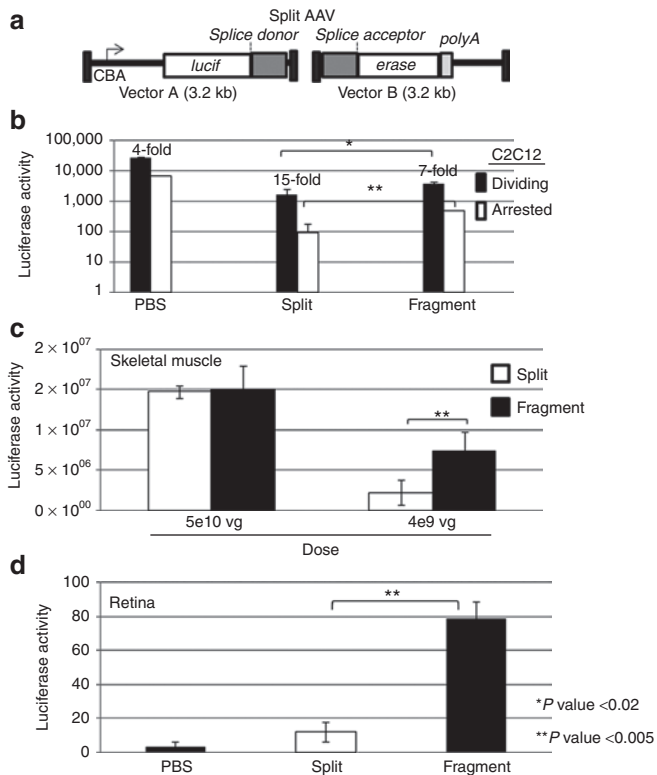 a
Split AAV
Splice donor
Splice acceptor
polyA
lucif
erase
CBA
Vector A (3.2 kb)
Vector B (3.2 kb)
b
Luciferase activity
100,000
10,000
1,000
100
10
1
4-fold
15-fold
7-fold
*
**
C2C12
Dividing
Arrested
PBS
Split
Fragment
c
Luciferase activity
2 × 10^07
2 × 10^07
1 × 10^07
5 × 10^06
0 × 10^00
Skeletal muscle
Split
Fragment
**
5e10 vg
4e9 vg
Dose
d
Luciferase activity
100
80
60
40
20
0
Retina
**
PBS
Split
Fragment
*P value <0.02
**P value <0.005